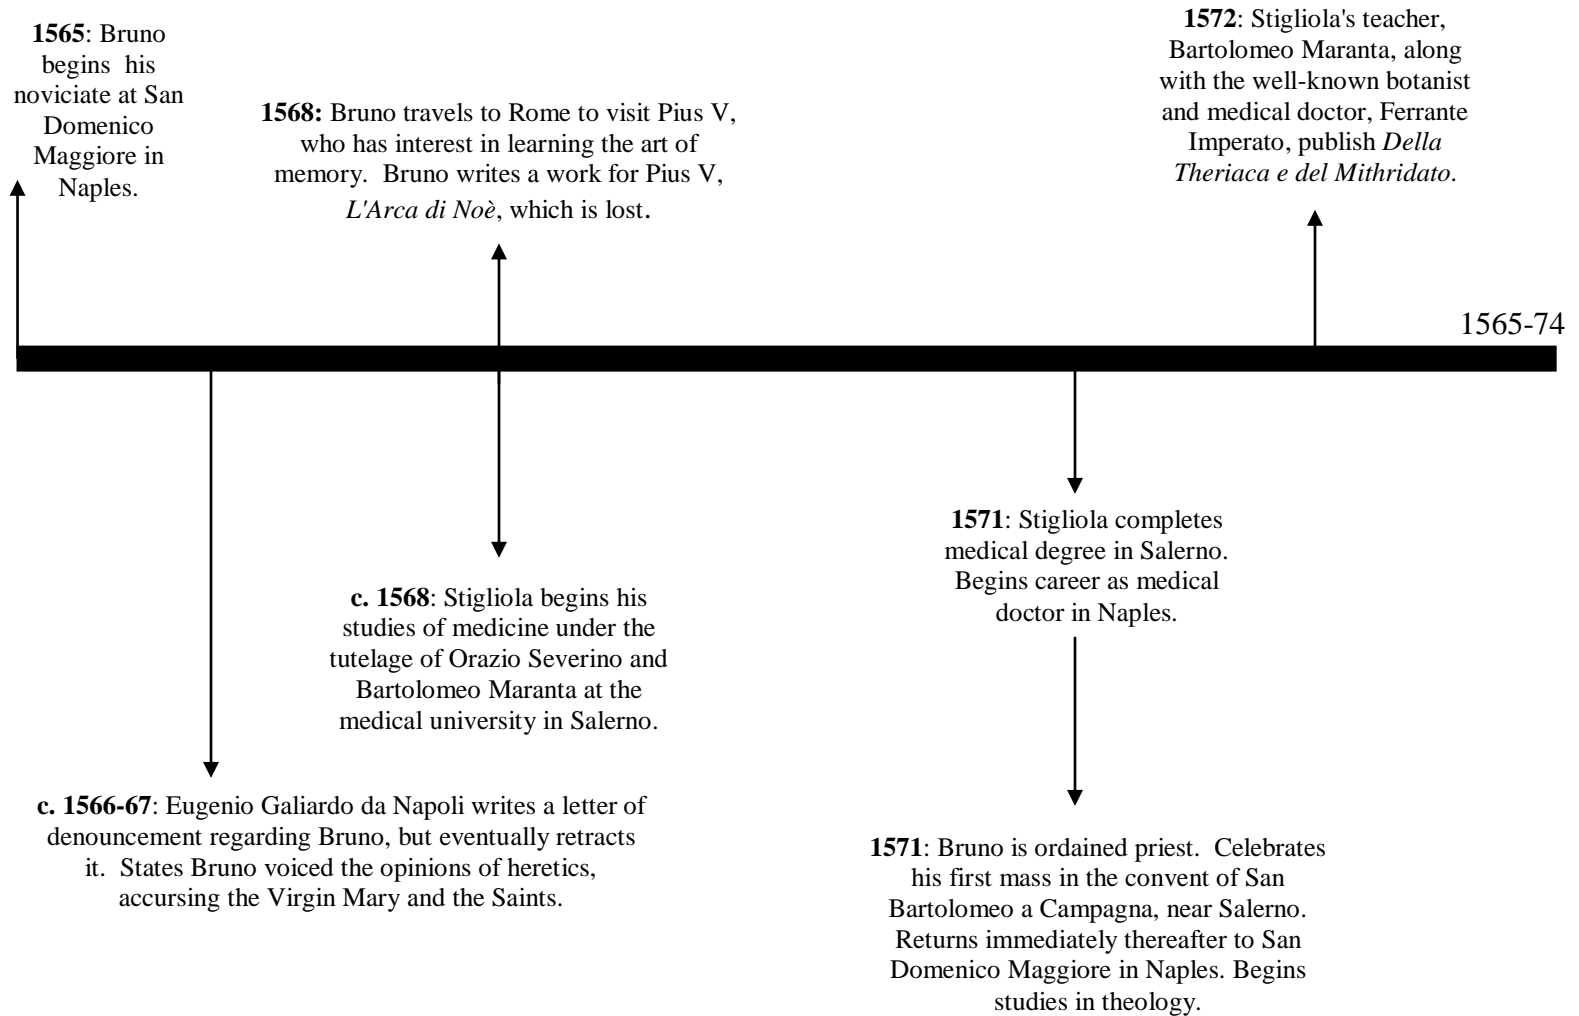 1565: Bruno
begins his
noviciate at San
Domenico
Maggiore in
Naples.
1568: Bruno travels to Rome to visit Pius V,
who has interest in learning the art of
memory. Bruno writes a work for Pius V,
L'Arca di Noè, which is lost.
1572: Stigliola's teacher,
Bartolomeo Maranta, along
with the well-known botanist
and medical doctor, Ferrante
Imperato, publish Della
Theriaca e del Mithridato.
1565-74
c. 1566-67: Eugenio Galiardo da Napoli writes a letter of
denouncement regarding Bruno, but eventually retracts
it. States Bruno voiced the opinions of heretics,
accursing the Virgin Mary and the Saints.
c. 1568: Stigliola begins his
studies of medicine under the
tutelage of Orazio Severino and
Bartolomeo Maranta at the
medical university in Salerno.
1571: Stigliola completes
medical degree in Salerno.
Begins career as medical
doctor in Naples.
1571: Bruno is ordained priest. Celebrates
his first mass in the convent of San
Bartolomeo a Campagna, near Salerno.
Returns immediately thereafter to San
Domenico Maggiore in Naples. Begins
studies in theology.